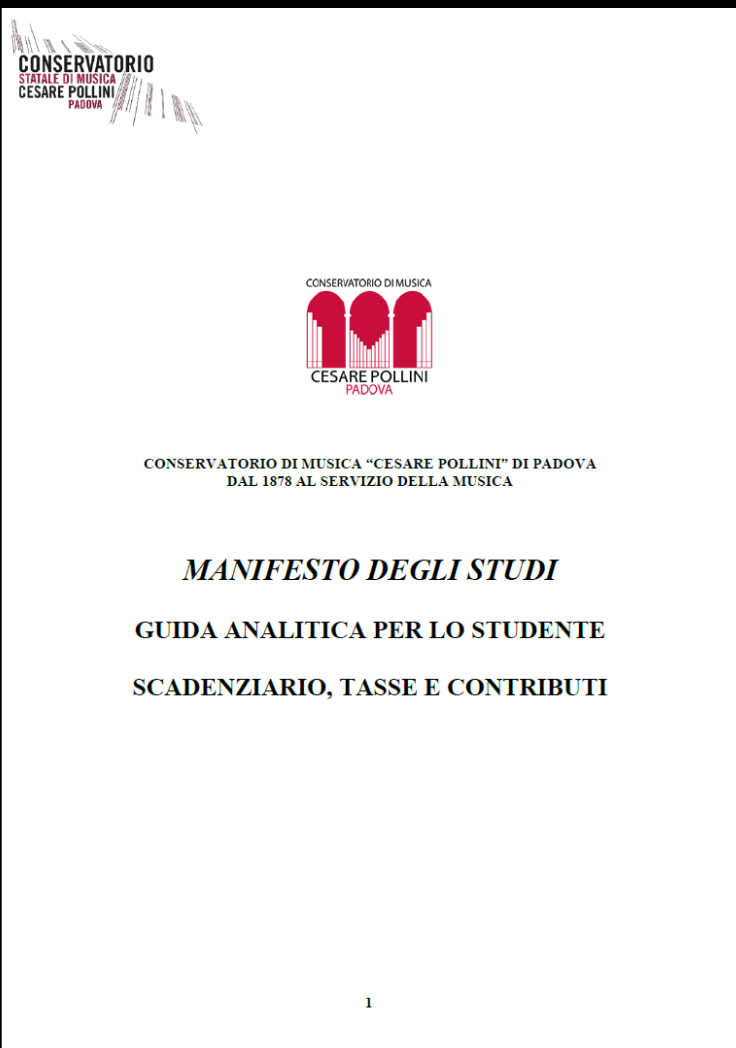 CONSERVATORIO
STATALE DI MUSICA
CESARE POLLINI
PADOVA
CONSERVATORIO DI MUSICA
CESARE POLLINI
PADOVA
CONSERVATORIO DI MUSICA “CESARE POLLINI” DI PADOVA
DAL 1878 AL SERVIZIO DELLA MUSICA
MANIFESTO DEGLI STUDI
GUIDA ANALITICA PER LO STUDENTE
SCADENZIARIO, TASSE E CONTRIBUTI
1